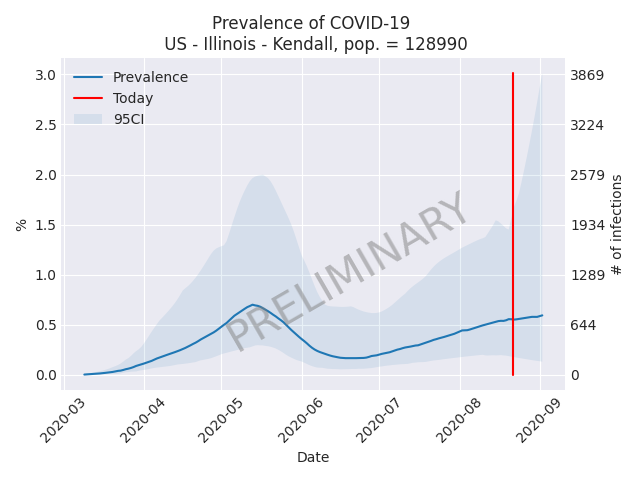 Prevalence of COVID-19
US - Illinois - Kendall, pop. = 128990
3.0
2.5
2.0
1.5
1.0
0.5
0.0
%
Prevalence
Today
95CI
PRELIMINARY
3869
3224
2579
1934
1289
644
0
# of infections
2020-03
2020-04
2020-05
2020-06
2020-07
2020-08
2020-09
Date